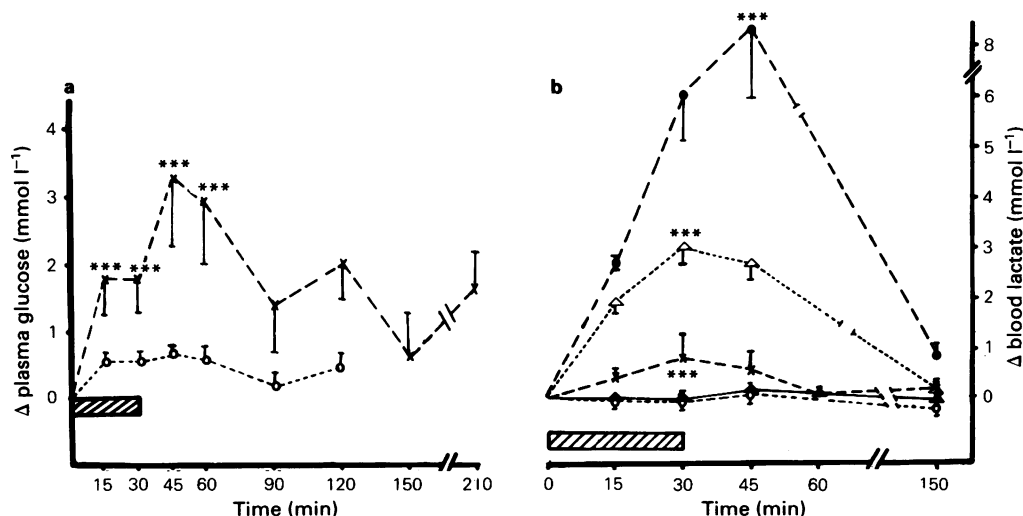 a
Δ plasma glucose (mmol l⁻¹)
4
3
2
1
0
***
***
***
***
15 30 45 60 90 120 150 210
Time (min)
b
***
***
***
8
6
5
4
3
2
1
0
Δ blood lactate (mmol l⁻¹)
0 15 30 45 60 150
Time (min)